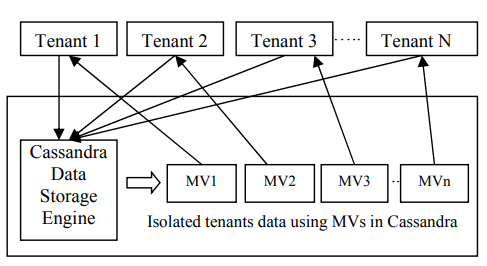 Tenant 1 Tenant 2 Tenant 3 ..... Tenant N
Cassandra
Data
Storage
Engine
MV1 MV2 MV3 .. MVn
Isolated tenants data using MVs in Cassandra